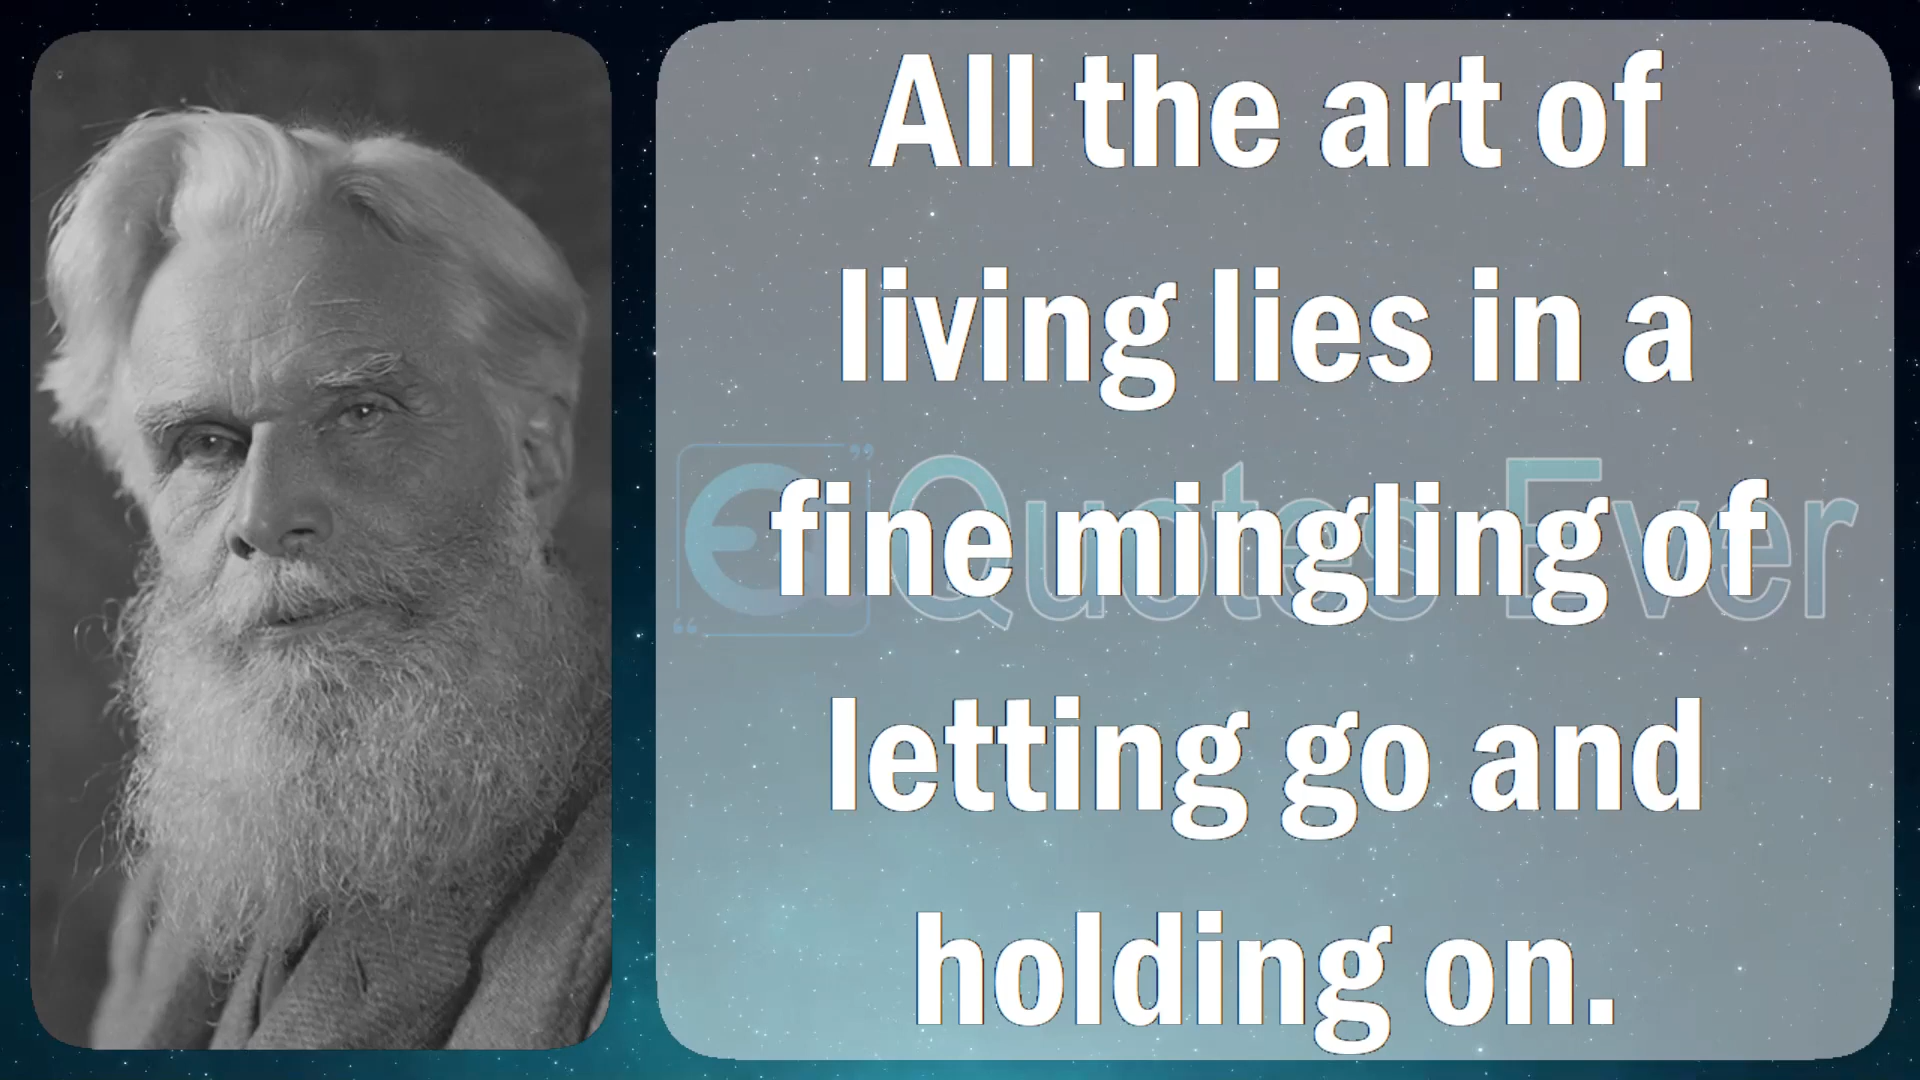 All the art of
living lies in a
fine mingling of
letting go and
holding on.
Quotes Ever